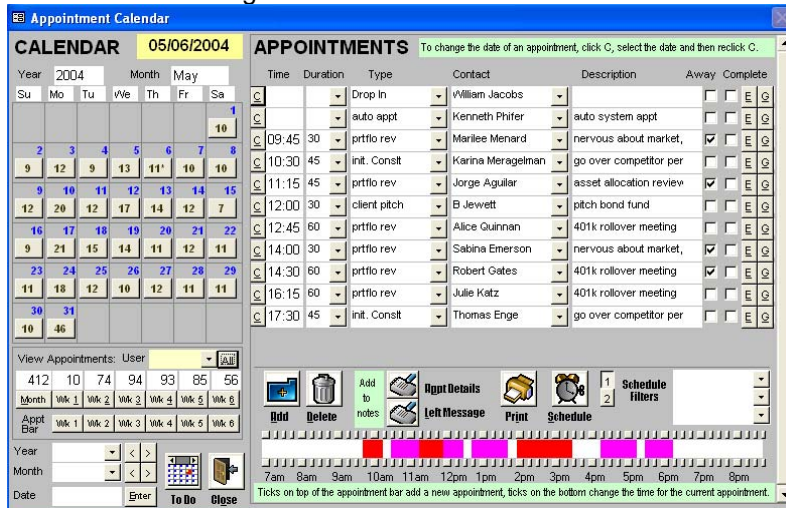 Appointment Calendar
CALENDAR 05/06/2004
Year 2004 Month May
Su Mo Tu We Th Fr Sa
1
10
2 3 4 5 6 7 8
9 12 9 13 11* 10 10
9 10 11 12 13 14 15
12 20 12 17 14 12 7
16 17 18 19 20 21 22
9 21 15 14 11 12 11
23 24 25 26 27 28 29
11 18 12 10 12 11 11
30 31
10 46
View Appointments: User All
412 10 74 94 93 85 56
Month Wk 1 Wk 2 Wk 3 Wk 4 Wk 5 Wk 6
Appt Bar Wk 1 Wk 2 Wk 3 Wk 4 Wk 5 Wk 6
Year < >
Month < >
Date Enter
To Do Close
APPOINTMENTS To change the date of an appointment, click C, select the date and then reclick C.
Time Duration Type Contact Description Away Complete
C Drop In William Jacobs E G
C auto appt Kenneth Phifer auto system appt E G
C 09:45 30 prtflo rev Marilee Menard nervous about market, E G
C 10:30 45 init. Conslt Karina Meragelman go over competitor per E G
C 11:15 45 prtflo rev Jorge Aguilar asset allocation review E G
C 12:00 30 client pitch B Jewett pitch bond fund E G
C 12:45 60 prtflo rev Alice Quinnan 401k rollover meeting E G
C 14:00 30 prtflo rev Sabina Emerson nervous about market, E G
C 14:30 60 prtflo rev Robert Gates 401k rollover meeting E G
C 16:15 60 prtflo rev Julie Katz 401k rollover meeting E G
C 17:30 45 init. Conslt Thomas Enge go over competitor per E G
Add Delete Add to notes Appt Details Left Message Print Schedule 1 2 Schedule Filters
7am 8am 9am 10am 11am 12pm 1pm 2pm 3pm 4pm 5pm 6pm 7pm 8pm
Ticks on top of the appointment bar add a new appointment, ticks on the bottom change the time for the current appointment.